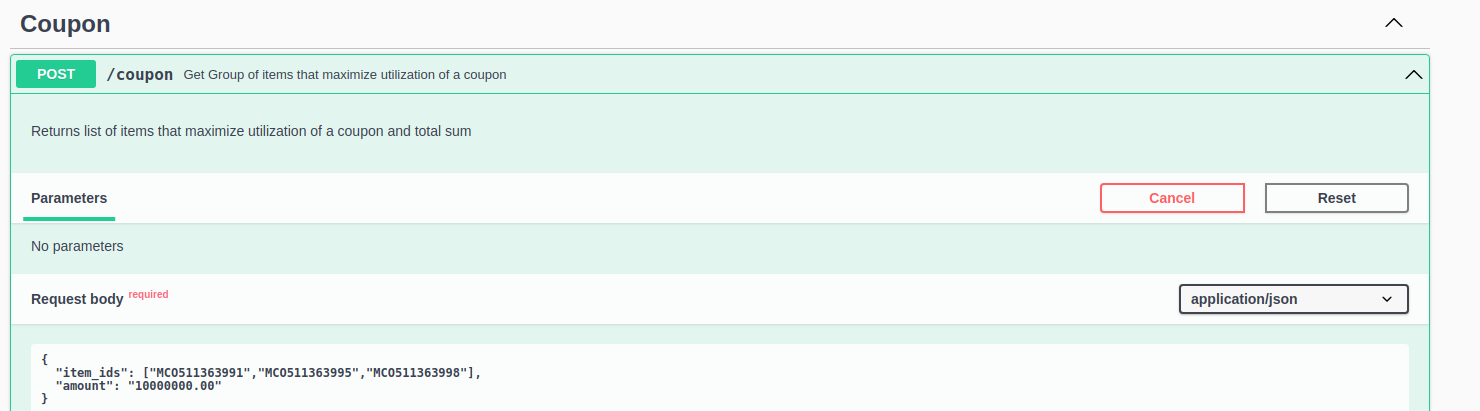 Coupon
POST /coupon Get Group of items that maximize utilization of a coupon
Returns list of items that maximize utilization of a coupon and total sum
Parameters Cancel Reset
No parameters
Request body required application/json
{
"item_ids": ["MCO511363991","MCO511363995","MCO511363998"],
"amount": "10000000.00"
}